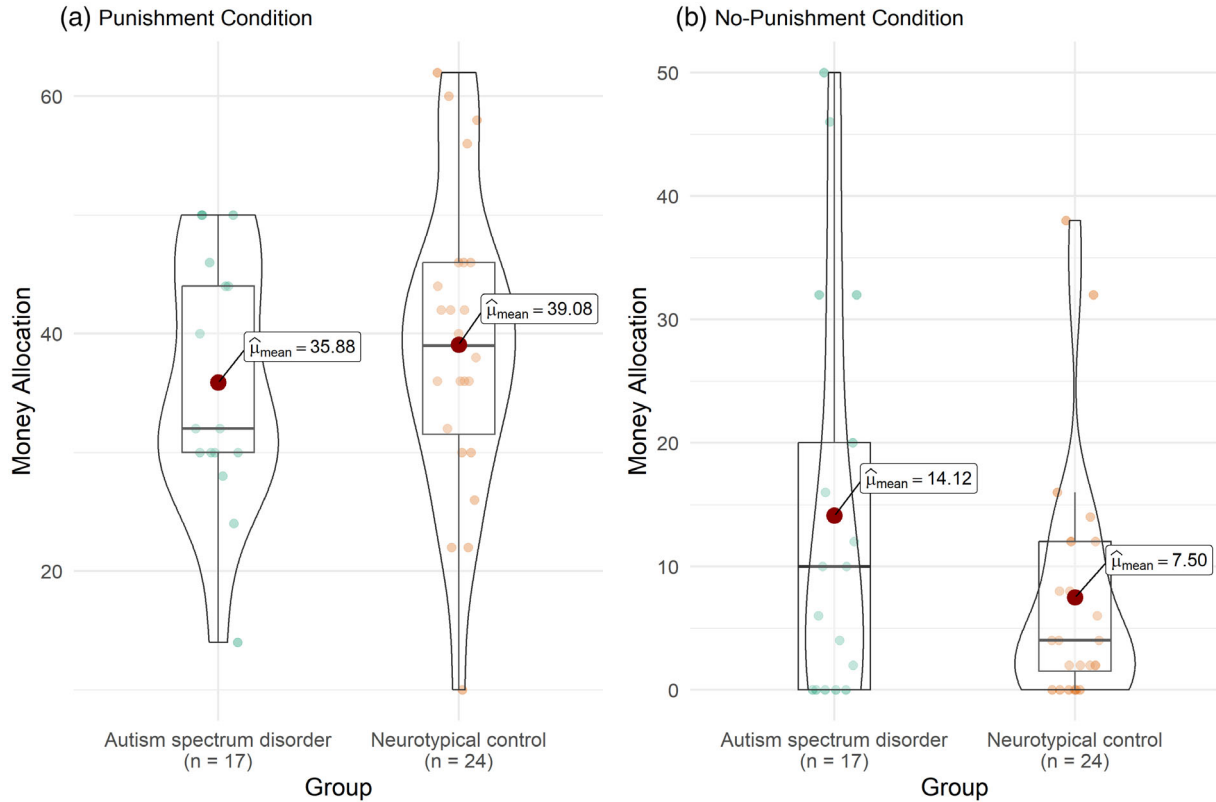 (a) Punishment Condition
Money Allocation
60
40
20
μ̂mean = 35.88
μ̂mean = 39.08
Autism spectrum disorder
(n = 17)
Neurotypical control
(n = 24)
Group
(b) No-Punishment Condition
Money Allocation
50
40
30
20
10
0
μ̂mean = 14.12
μ̂mean = 7.50
Autism spectrum disorder
(n = 17)
Neurotypical control
(n = 24)
Group